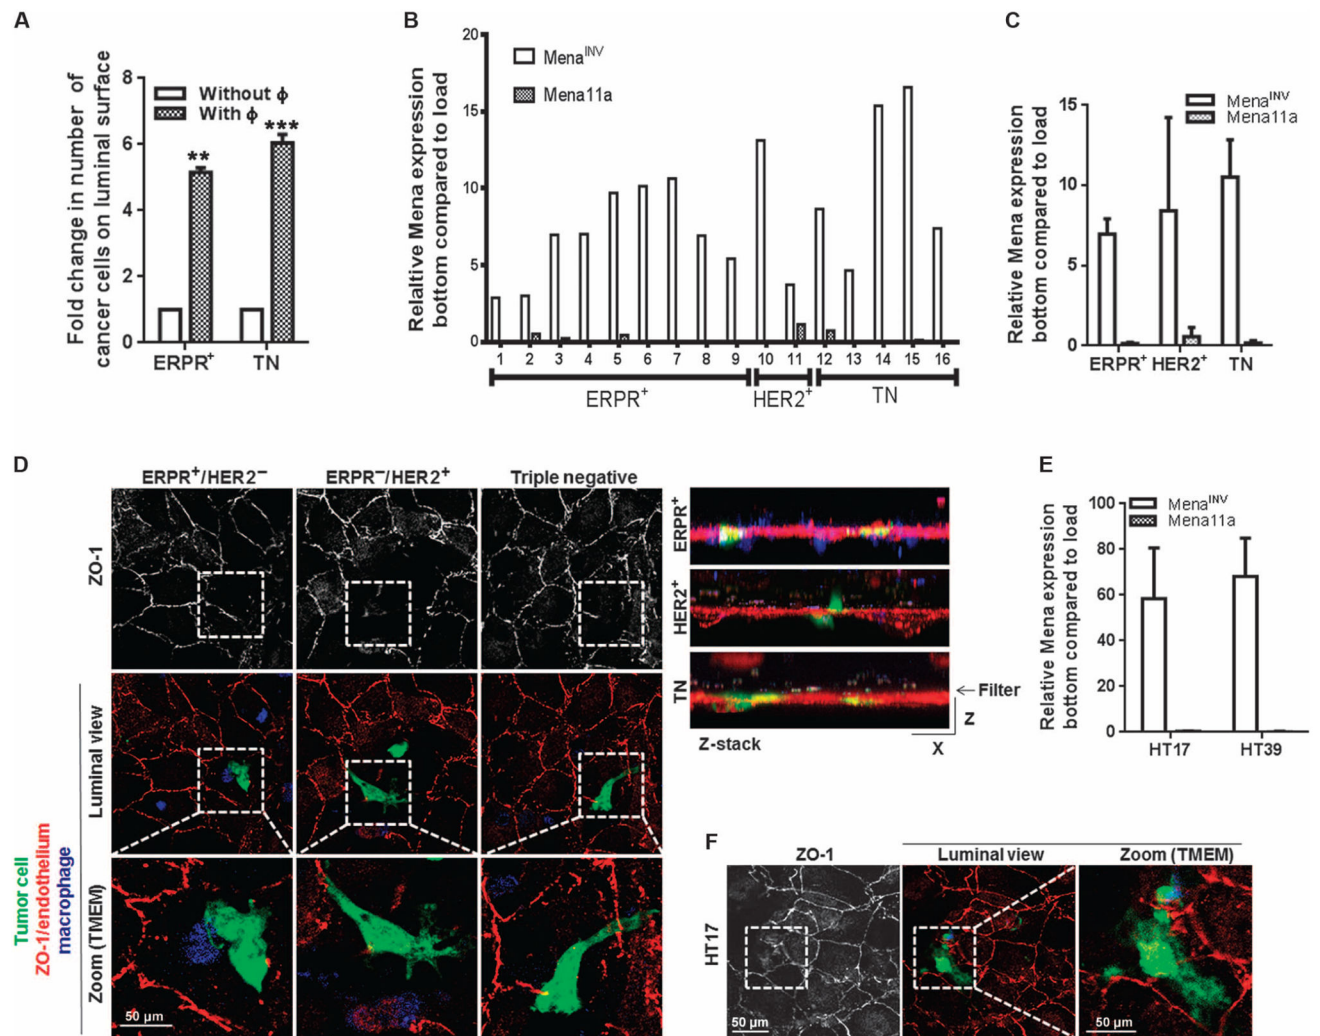 A
Fold change in number of
cancer cells on luminal surface
8
6
4
2
0
Without ϕ
With ϕ
**
***
ERPR+
TN
B
Relaltive Mena expression
bottom compared to load
20
15
10
5
0
MenaINV
Mena11a
1 2 3 4 5 6 7 8 9 10 11 12 13 14 15 16
ERPR+
HER2+
TN
C
Relative Mena expression
bottom compared to load
15
10
5
0
MenaINV
Mena11a
ERPR+ HER2+ TN
D
ERPR+/HER2−
ERPR−/HER2+
Triple negative
ZO-1
Luminal view
Zoom (TMEM)
Tumor cell
ZO-1/endothelium
macrophage
50 µm
ERPR+
HER2+
TN
← Filter
Z
X
Z-stack
E
Relative Mena expression
bottom compared to load
100
80
60
40
20
0
MenaINV
Mena11a
HT17
HT39
F
ZO-1
Luminal view
Zoom (TMEM)
HT17
50 µm
50 µm